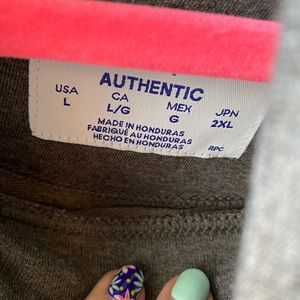 AUTHENTIC
USA CA MEX JPN
L L/G G 2XL
MADE IN HONDURAS
FABRIQUÉ AU HONDURAS
HECHO EN HONDURAS
RPC